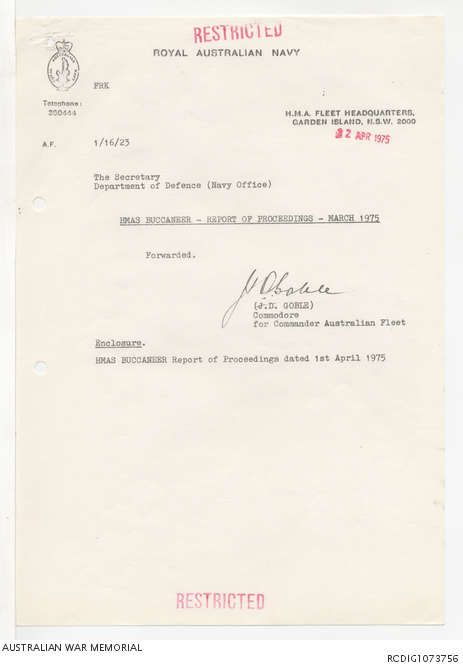 RESTRICTED
ROYAL AUSTRALIAN NAVY
FRK
Telephone:
260444
H.M.A. FLEET HEADQUARTERS,
GARDEN ISLAND, N.S.W. 2000
22 APR 1975
A.F. 1/16/23
The Secretary
Department of Defence (Navy Office)
HMAS BUCCANEER - REPORT OF PROCEEDINGS - MARCH 1975
Forwarded.
J D Goble
(J.D. GOBLE)
Commodore
for Commander Australian Fleet
Enclosure.
HMAS BUCCANEER Report of Proceedings dated 1st April 1975
RESTRICTED
AUSTRALIAN WAR MEMORIAL
RCDIG1073756